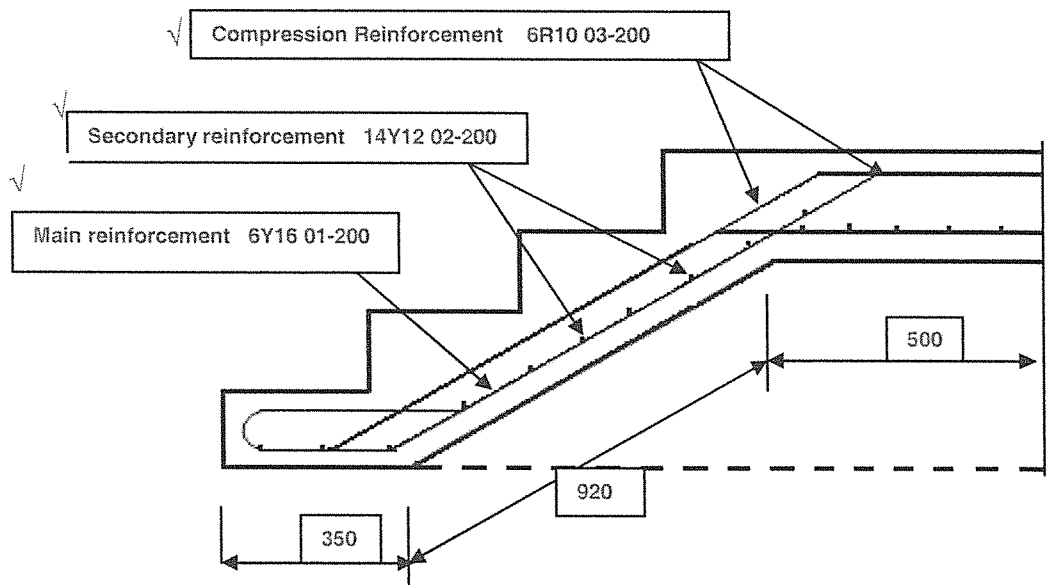 Compression Reinforcement 6R10 03-200
Secondary reinforcement 14Y12 02-200
Main reinforcement 6Y16 01-200
500
920
350